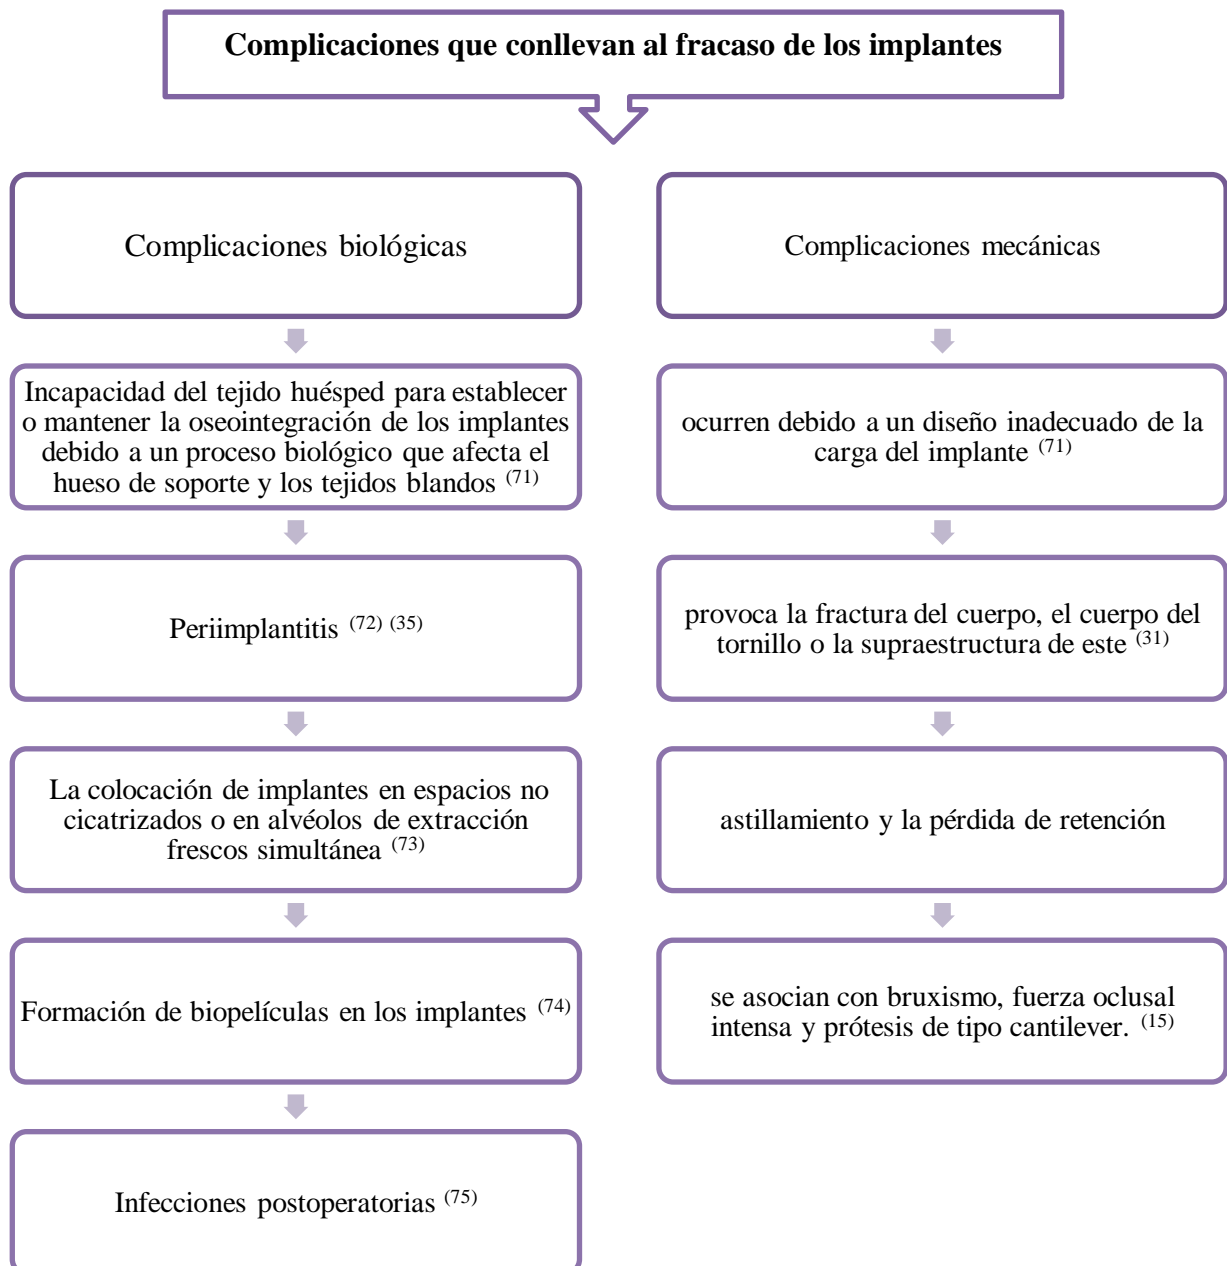 Complicaciones que conllevan al fracaso de los implantes
Complicaciones biológicas
Incapacidad del tejido huésped para establecer
o mantener la oseointegración de los implantes
debido a un proceso biológico que afecta el
hueso de soporte y los tejidos blandos (71)
Periimplantitis (72) (35)
La colocación de implantes en espacios no
cicatrizados o en alvéolos de extracción
frescos simultánea (73)
Formación de biopelículas en los implantes (74)
Infecciones postoperatorias (75)
Complicaciones mecánicas
ocurren debido a un diseño inadecuado de la
carga del implante (71)
provoca la fractura del cuerpo, el cuerpo del
tornillo o la supraestructura de este (31)
astillamiento y la pérdida de retención
se asocian con bruxismo, fuerza oclusal
intensa y prótesis de tipo cantilever. (15)